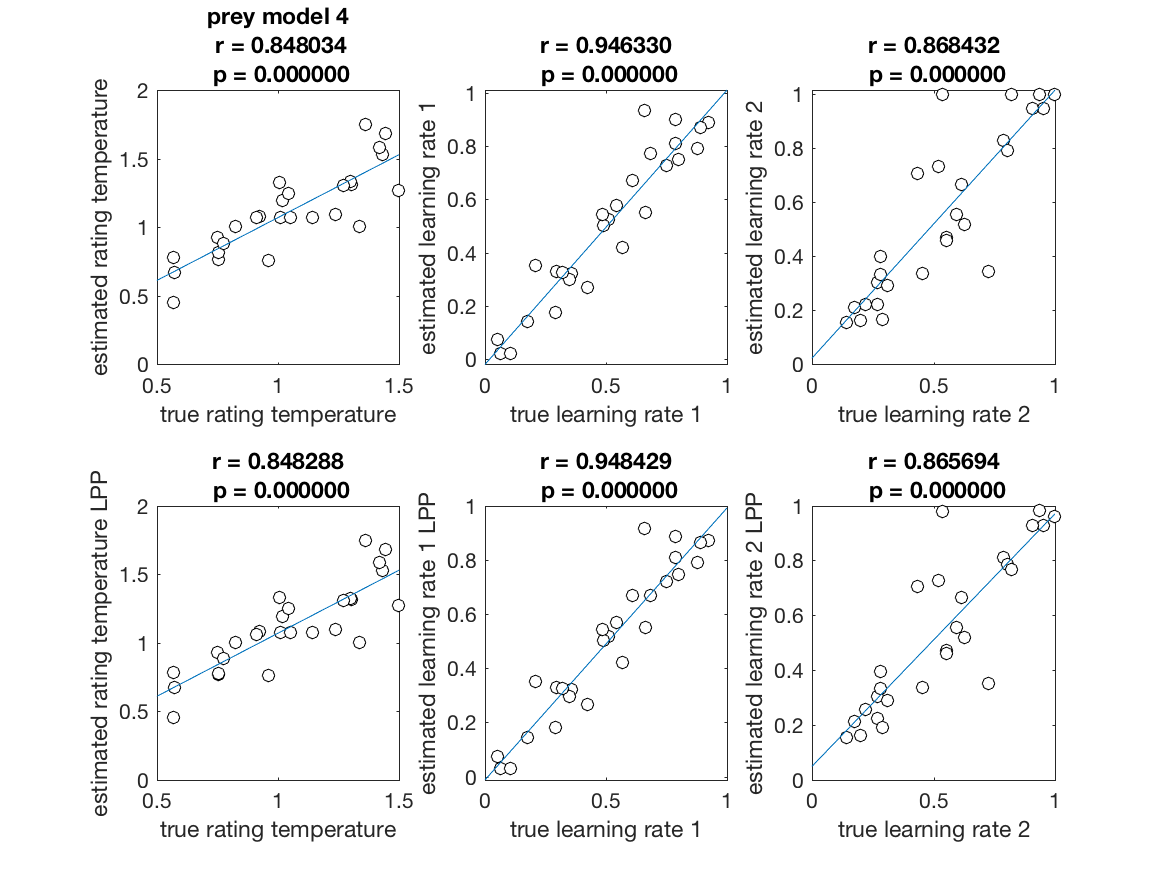 prey model 4
r = 0.848034
p = 0.000000
estimated rating temperature
2
1.5
1
0.5
0
0.5
1
1.5
true rating temperature
r = 0.946330
p = 0.000000
estimated learning rate 1
1
0.8
0.6
0.4
0.2
0
0
0.5
1
true learning rate 1
r = 0.868432
p = 0.000000
estimated learning rate 2
1
0.8
0.6
0.4
0.2
0
0
0.5
1
true learning rate 2
r = 0.848288
p = 0.000000
estimated rating temperature LPP
2
1.5
1
0.5
0
0.5
1
1.5
true rating temperature
r = 0.948429
p = 0.000000
estimated learning rate 1 LPP
1
0.8
0.6
0.4
0.2
0
0
0.5
1
true learning rate 1
r = 0.865694
p = 0.000000
estimated learning rate 2 LPP
1
0.8
0.6
0.4
0.2
0
0
0.5
1
true learning rate 2